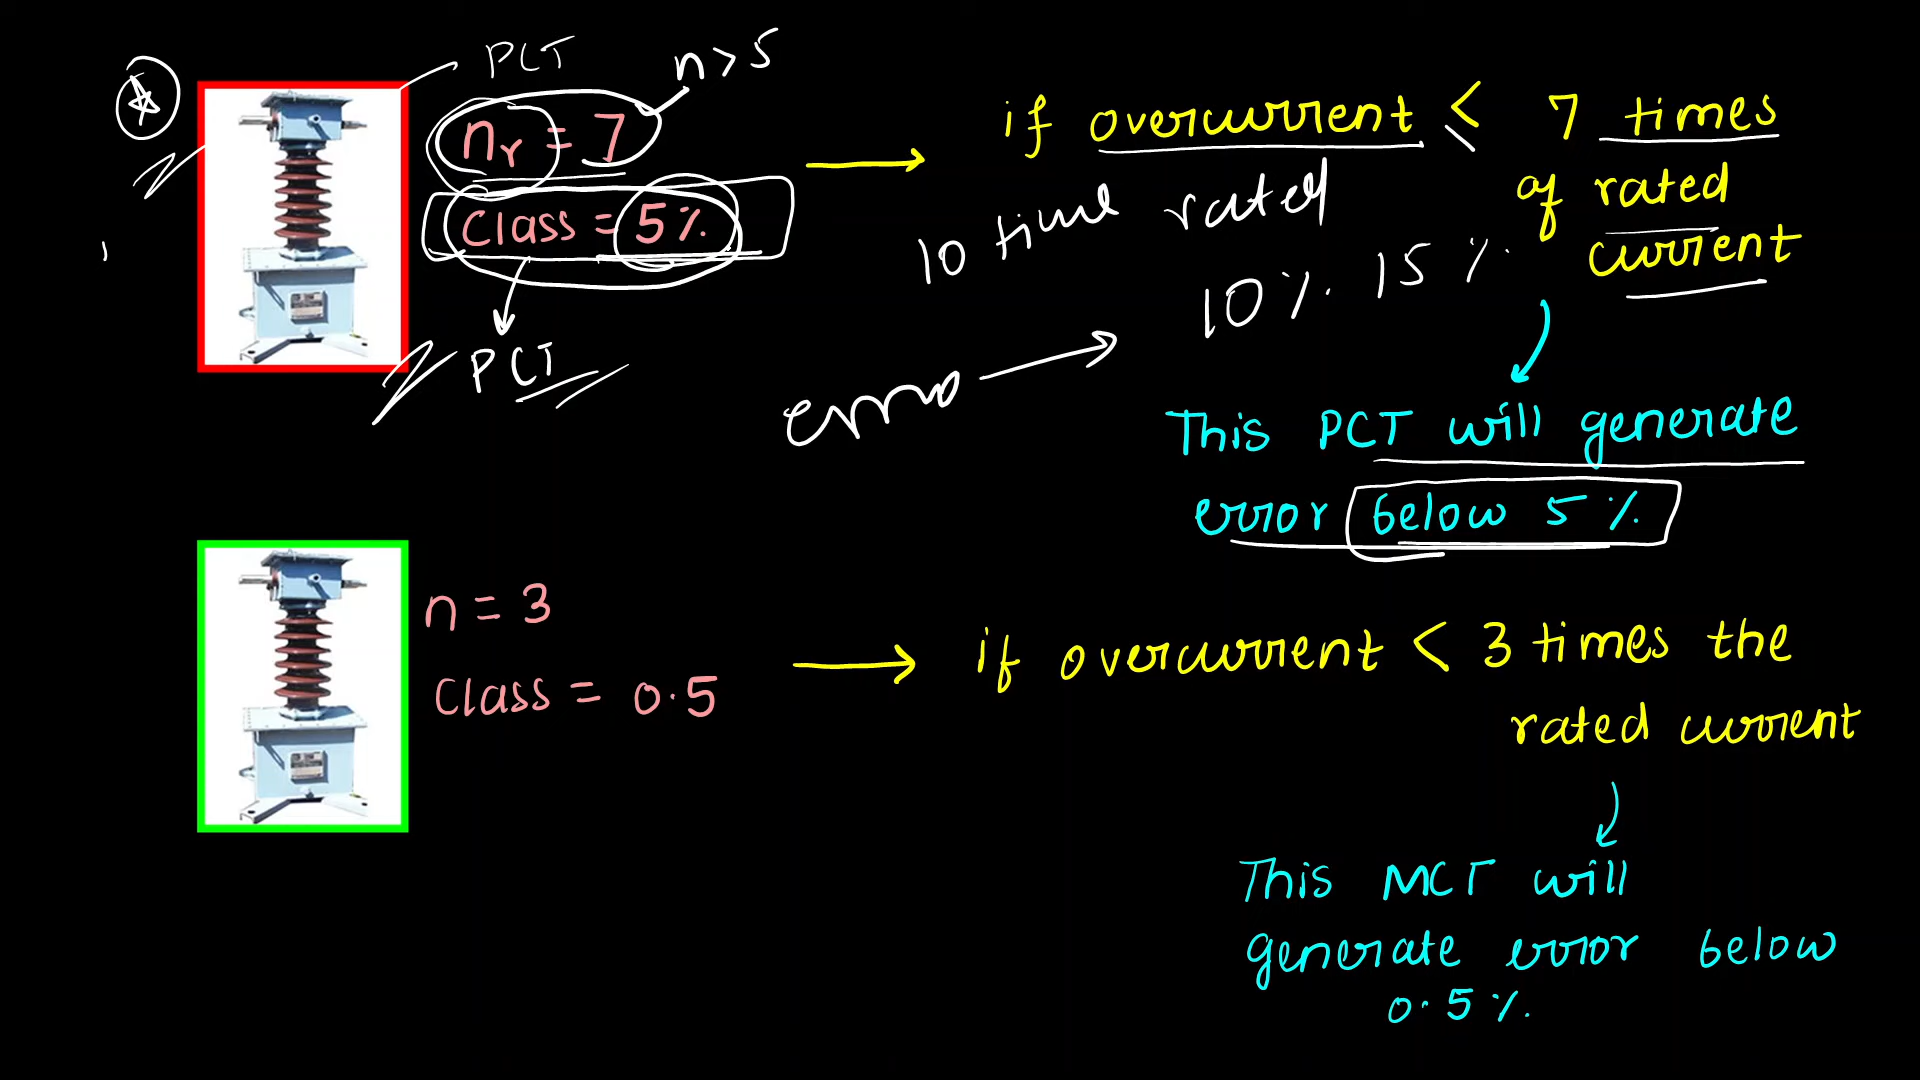 PCT
n > 5
nr = 7
Class = 5%
PCT
if overcurrent < 7 times
of rated
current
10 time rated
10% 15%
erro
This PCT will generate
error below 5%
n = 3
Class = 0.5
if overcurrent < 3 times the
rated current
This MCT will
generate error below
0.5%